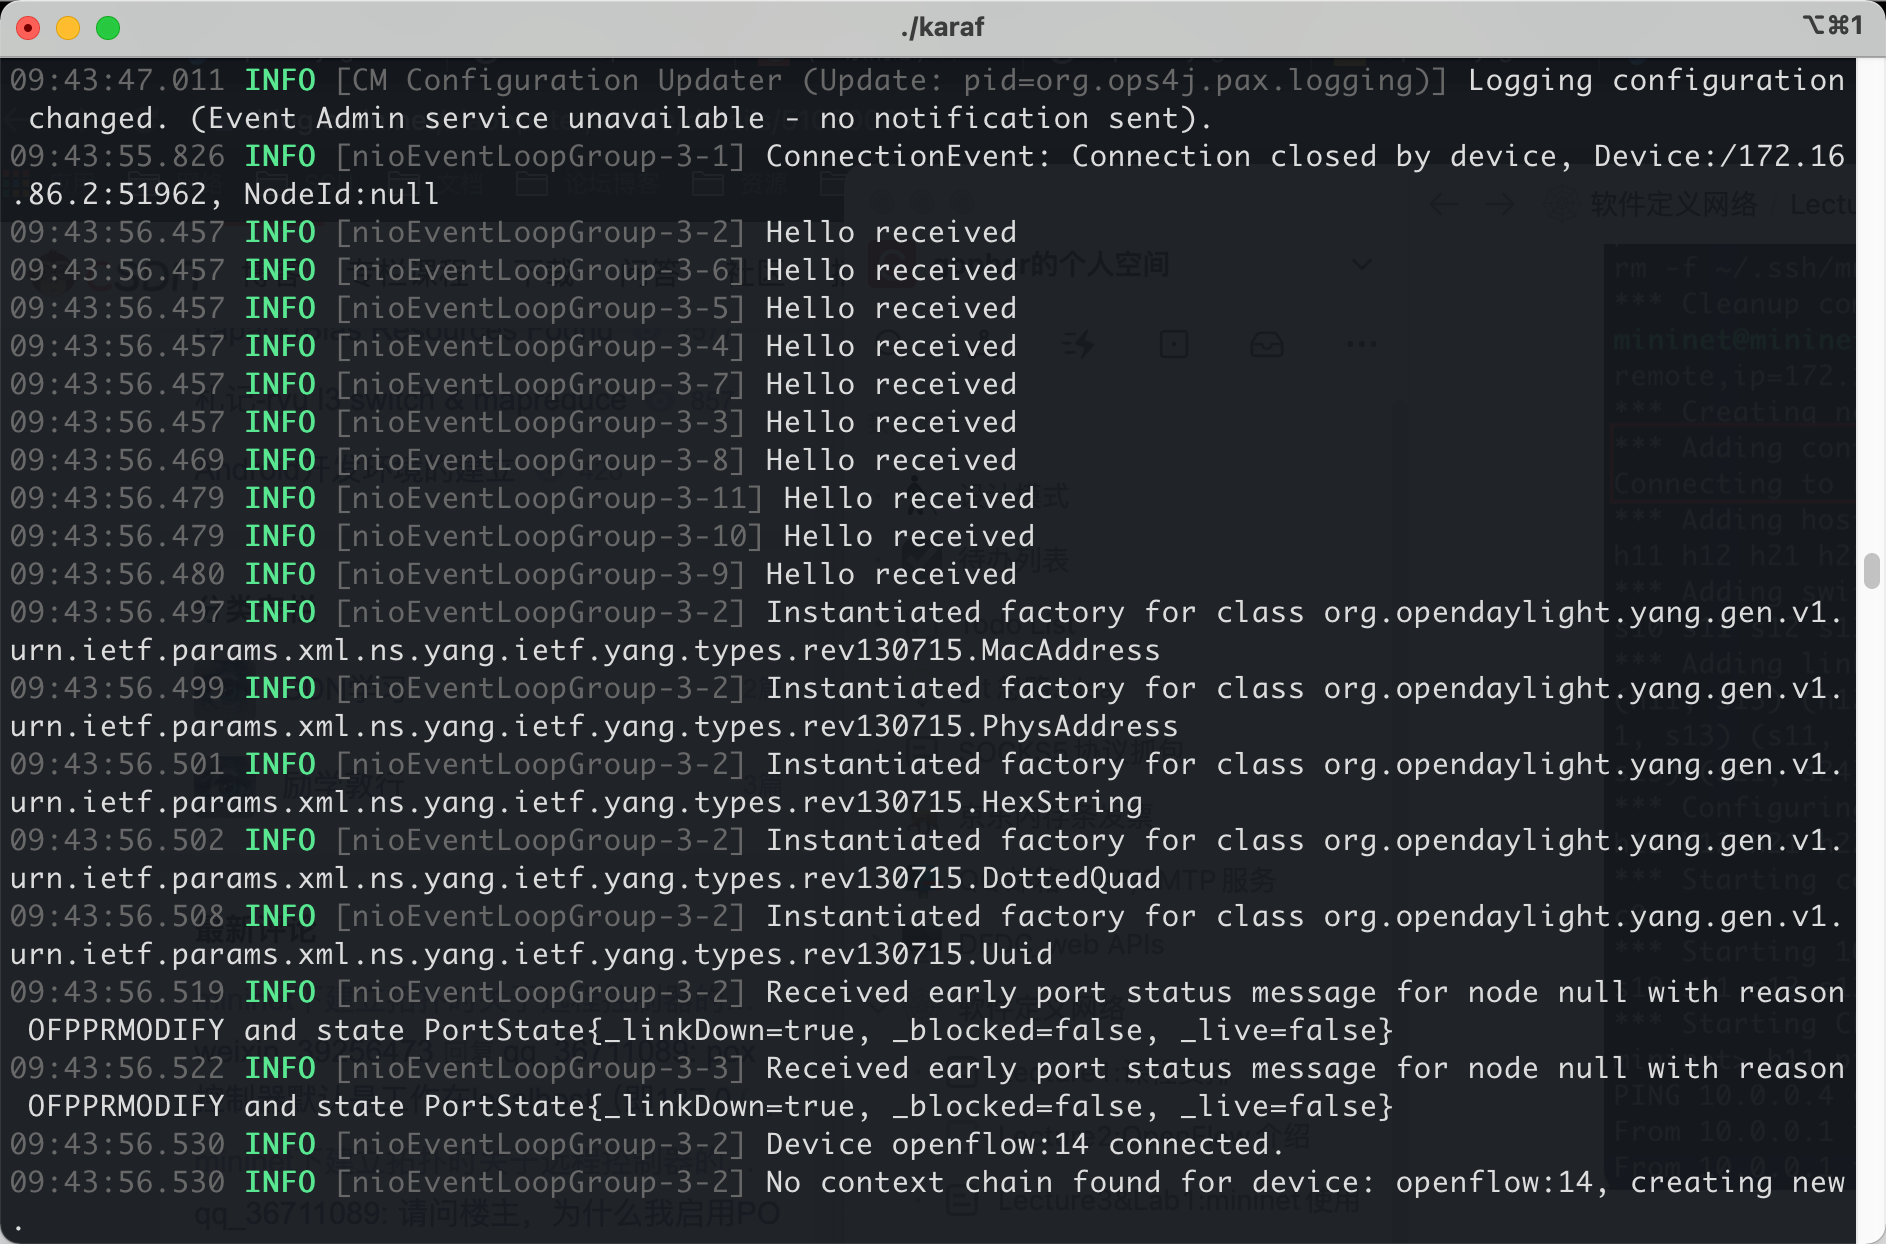 ./karaf
⌥⌘1
09:43:47.011 INFO [CM Configuration Updater (Update: pid=org.ops4j.pax.logging)] Logging configuration
changed. (Event Admin service unavailable - no notification sent).
09:43:55.826 INFO [nioEventLoopGroup-3-1] ConnectionEvent: Connection closed by device, Device:/172.16
.86.2:51962, NodeId:null
09:43:56.457 INFO [nioEventLoopGroup-3-2] Hello received
09:43:56.457 INFO [nioEventLoopGroup-3-6] Hello received
09:43:56.457 INFO [nioEventLoopGroup-3-5] Hello received
09:43:56.457 INFO [nioEventLoopGroup-3-4] Hello received
09:43:56.457 INFO [nioEventLoopGroup-3-7] Hello received
09:43:56.457 INFO [nioEventLoopGroup-3-3] Hello received
09:43:56.469 INFO [nioEventLoopGroup-3-8] Hello received
09:43:56.479 INFO [nioEventLoopGroup-3-11] Hello received
09:43:56.479 INFO [nioEventLoopGroup-3-10] Hello received
09:43:56.480 INFO [nioEventLoopGroup-3-9] Hello received
09:43:56.497 INFO [nioEventLoopGroup-3-2] Instantiated factory for class org.opendaylight.yang.gen.v1.
urn.ietf.params.xml.ns.yang.ietf.yang.types.rev130715.MacAddress
09:43:56.499 INFO [nioEventLoopGroup-3-2] Instantiated factory for class org.opendaylight.yang.gen.v1.
urn.ietf.params.xml.ns.yang.ietf.yang.types.rev130715.PhysAddress
09:43:56.501 INFO [nioEventLoopGroup-3-2] Instantiated factory for class org.opendaylight.yang.gen.v1.
urn.ietf.params.xml.ns.yang.ietf.yang.types.rev130715.HexString
09:43:56.502 INFO [nioEventLoopGroup-3-2] Instantiated factory for class org.opendaylight.yang.gen.v1.
urn.ietf.params.xml.ns.yang.ietf.yang.types.rev130715.DottedQuad
09:43:56.508 INFO [nioEventLoopGroup-3-2] Instantiated factory for class org.opendaylight.yang.gen.v1.
urn.ietf.params.xml.ns.yang.ietf.yang.types.rev130715.Uuid
09:43:56.519 INFO [nioEventLoopGroup-3-2] Received early port status message for node null with reason
OFPPRMODIFY and state PortState{_linkDown=true, _blocked=false, _live=false}
09:43:56.522 INFO [nioEventLoopGroup-3-3] Received early port status message for node null with reason
OFPPRMODIFY and state PortState{_linkDown=true, _blocked=false, _live=false}
09:43:56.530 INFO [nioEventLoopGroup-3-2] Device openflow:14 connected.
09:43:56.530 INFO [nioEventLoopGroup-3-2] No context chain found for device: openflow:14, creating new
.